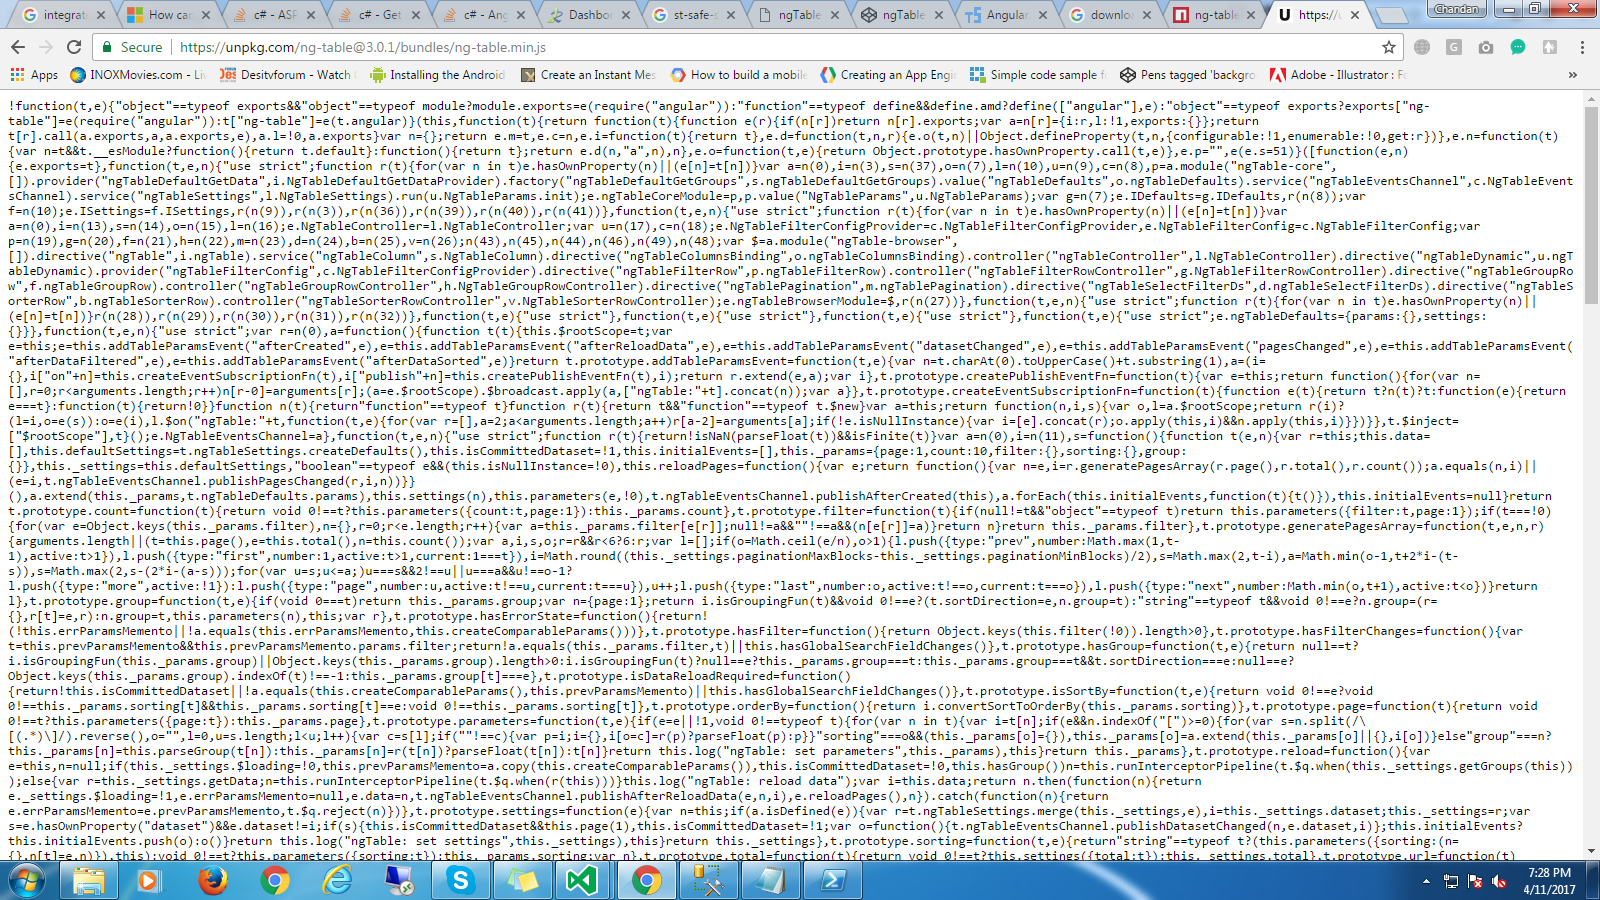 integrat
How can
c# - ASP
c# - Get
c# - Ang
Dashbo
st-safe-s
ngTable
ngTable
Angular
downlo
ng-table
https://u
Chandan
Secure
https://unpkg.com/ng-table@3.0.1/bundles/ng-table.min.js
Apps
INOXMovies.com - Liv
Desitvforum - Watch
Installing the Android
Create an Instant Mes
How to build a mobile
Creating an App Engi
Simple code sample f
Pens tagged 'backgro
Adobe - Illustrator : Fo
»
!function(t,e){"object"==typeof exports&&"object"==typeof module?module.exports=e(require("angular")):"function"==typeof define&&define.amd?define(["angular"],e):"object"==typeof exports?exports["ng-
table"]=e(require("angular")):t["ng-table"]=e(t.angular)}(this,function(t){return function(t){function e(r){if(n[r])return n[r].exports;var a=n[r]={i:r,l:!1,exports:{}};return
t[r].call(a.exports,a,a.exports,e),a.l=!0,a.exports}var n={};return e.m=t,e.c=n,e.i=function(t){return t},e.d=function(t,n,r){e.o(t,n)||Object.defineProperty(t,n,{configurable:!1,enumerable:!0,get:r})},e.n=function(t)
{var n=t&&t.__esModule?function(){return t.default}:function(){return t};return e.d(n,"a",n),n},e.o=function(t,e){return Object.prototype.hasOwnProperty.call(t,e)},e.p="",e(e.s=51)}([function(e,n)
{e.exports=t},function(t,e,n){"use strict";function r(t){for(var n in t)e.hasOwnProperty(n)||(e[n]=t[n])}var a=n(0),i=n(3),s=n(37),o=n(7),l=n(10),u=n(9),c=n(8),p=a.module("ngTable-core",
[]).provider("ngTableDefaultGetData",i.NgTableDefaultGetDataProvider).factory("ngTableDefaultGetGroups",s.ngTableDefaultGetGroups).value("ngTableDefaults",o.ngTableDefaults).service("ngTableEventsChannel",c.NgTableEvent
sChannel).service("ngTableSettings",l.NgTableSettings).run(u.NgTableParams.init);e.ngTableCoreModule=p,p.value("NgTableParams",u.NgTableParams);var g=n(7);e.IDefaults=g.IDefaults,r(n(8));var
f=n(10);e.ISettings=f.ISettings,r(n(9)),r(n(3)),r(n(36)),r(n(39)),r(n(40)),r(n(41))},function(t,e,n){"use strict";function r(t){for(var n in t)e.hasOwnProperty(n)||(e[n]=t[n])}var
a=n(0),i=n(13),s=n(14),o=n(15),l=n(16);e.NgTableController=l.NgTableController;var u=n(17),c=n(18);e.NgTableFilterConfigProvider=c.NgTableFilterConfigProvider,e.NgTableFilterConfig=c.NgTableFilterConfig;var
p=n(19),g=n(20),f=n(21),h=n(22),m=n(23),d=n(24),b=n(25),v=n(26);n(43),n(45),n(44),n(46),n(49),n(48);var $=a.module("ngTable-browser",
[]).directive("ngTable",i.ngTable).service("ngTableColumn",s.NgTableColumn).directive("ngTableColumnsBinding",o.ngTableColumnsBinding).controller("ngTableController",l.NgTableController).directive("ngTableDynamic",u.ngT
ableDynamic).provider("ngTableFilterConfig",c.NgTableFilterConfigProvider).directive("ngTableFilterRow",p.ngTableFilterRow).controller("ngTableFilterRowController",g.NgTableFilterRowController).directive("ngTableGroupRo
w",f.ngTableGroupRow).controller("ngTableGroupRowController",h.NgTableGroupRowController).directive("ngTablePagination",m.ngTablePagination).directive("ngTableSelectFilterDs",d.ngTableSelectFilterDs).directive("ngTableS
orterRow",b.ngTableSorterRow).controller("ngTableSorterRowController",v.NgTableSorterRowController);e.ngTableBrowserModule=$,r(n(27))},function(t,e,n){"use strict";function r(t){for(var n in t)e.hasOwnProperty(n)||
(e[n]=t[n])}r(n(28)),r(n(29)),r(n(30)),r(n(31)),r(n(32))},function(t,e){"use strict"},function(t,e){"use strict"},function(t,e){"use strict"},function(t,e){"use strict";e.ngTableDefaults={params:{},settings:
{}}},function(t,e,n){"use strict";var r=n(0),a=function(){function t(t){this.$rootScope=t;var
e=this;e=this.addTableParamsEvent("afterCreated",e),e=this.addTableParamsEvent("afterReloadData",e),e=this.addTableParamsEvent("datasetChanged",e),e=this.addTableParamsEvent("pagesChanged",e),e=this.addTableParamsEvent(
"afterDataFiltered",e),e=this.addTableParamsEvent("afterDataSorted",e)}return t.prototype.addTableParamsEvent=function(t,e){var n=t.charAt(0).toUpperCase()+t.substring(1),a=(i=
{},i["on"+n]=this.createEventSubscriptionFn(t),i["publish"+n]=this.createPublishEventFn(t),i);return r.extend(e,a);var i},t.prototype.createPublishEventFn=function(t){var e=this;return function(){for(var n=
[],r=0;r<arguments.length;r++)n[r-0]=arguments[r];(a=e.$rootScope).$broadcast.apply(a,["ngTable:"+t].concat(n));var a}},t.prototype.createEventSubscriptionFn=function(t){function e(t){return t?n(t)?t:function(e){return
e===t}:function(t){return!0}}function n(t){return"function"==typeof t}function r(t){return t&&"function"==typeof t.$new}var a=this;return function(n,i,s){var o,l=a.$rootScope;return r(i)?
(l=i,o=e(s)):o=e(i),l.$on("ngTable:"+t,function(t,e){for(var r=[],a=2;a<arguments.length;a++)r[a-2]=arguments[a];if(!e.isNullInstance){var i=[e].concat(r);o.apply(this,i)&&n.apply(this,i)}})}},t.$inject=
["$rootScope"],t}();e.NgTableEventsChannel=a},function(t,e,n){"use strict";function r(t){return!isNaN(parseFloat(t))&&isFinite(t)}var a=n(0),i=n(11),s=function(){function t(e,n){var r=this;this.data=
[],this.defaultSettings=t.ngTableSettings.createDefaults(),this.isCommittedDataset=!1,this.initialEvents=[],this._params={page:1,count:10,filter:{},sorting:{},group:
{}},this._settings=this.defaultSettings,"boolean"==typeof e&&(this.isNullInstance=!0),this.reloadPages=function(){var e;return function(){var n=e,i=r.generatePagesArray(r.page(),r.total(),r.count());a.equals(n,i)||
(e=i,t.ngTableEventsChannel.publishPagesChanged(r,i,n))}}
(),a.extend(this._params,t.ngTableDefaults.params),this.settings(n),this.parameters(e,!0),t.ngTableEventsChannel.publishAfterCreated(this),a.forEach(this.initialEvents,function(t){t()}),this.initialEvents=null}return
t.prototype.count=function(t){return void 0!==t?this.parameters({count:t,page:1}):this._params.count},t.prototype.filter=function(t){if(null!=t&&"object"==typeof t)return this.parameters({filter:t,page:1});if(t===!0)
{for(var e=Object.keys(this._params.filter),n={},r=0;r<e.length;r++){var a=this._params.filter[e[r]];null!=a&&""!==a&&(n[e[r]]=a)}return n}return this._params.filter},t.prototype.generatePagesArray=function(t,e,n,r)
{arguments.length||(t=this.page(),e=this.total(),n=this.count());var a,i,s,o;r=r&&r<6?6:r;var l=[];if(o=Math.ceil(e/n),o>1){l.push({type:"prev",number:Math.max(1,t-
1),active:t>1}),l.push({type:"first",number:1,active:t>1,current:1===t}),i=Math.round((this._settings.paginationMaxBlocks-this._settings.paginationMinBlocks)/2),s=Math.max(2,t-i),a=Math.min(o-1,t+2*i-(t-
s)),s=Math.max(2,s-(2*i-(a-s)));for(var u=s;u<=a;)u===s&&2!==u||u===a&&u!==o-1?
l.push({type:"more",active:!1}):l.push({type:"page",number:u,active:t!==u,current:t===u}),u++;l.push({type:"last",number:o,active:t!==o,current:t===o}),l.push({type:"next",number:Math.min(o,t+1),active:t<o})}return
l},t.prototype.group=function(t,e){if(void 0===t)return this._params.group;var n={page:1};return i.isGroupingFun(t)&&void 0!==e?(t.sortDirection=e,n.group=t):"string"==typeof t&&void 0!==e?n.group=(r=
{},r[t]=e,r):n.group=t,this.parameters(n),this;var r},t.prototype.hasErrorState=function(){return!
(!this.errParamsMemento||!a.equals(this.errParamsMemento,this.createComparableParams()))},t.prototype.hasFilter=function(){return Object.keys(this.filter(!0)).length>0},t.prototype.hasFilterChanges=function(){var
t=this.prevParamsMemento&&this.prevParamsMemento.params.filter;return!a.equals(this._params.filter,t)||this.hasGlobalSearchFieldChanges()},t.prototype.hasGroup=function(t,e){return null==t?
i.isGroupingFun(this._params.group)||Object.keys(this._params.group).length>0:i.isGroupingFun(t)?null==e?this._params.group===t:this._params.group===t&&t.sortDirection===e:null==e?
Object.keys(this._params.group).indexOf(t)!==-1:this._params.group[t]===e},t.prototype.isDataReloadRequired=function()
{return!this.isCommittedDataset||!a.equals(this.createComparableParams(),this.prevParamsMemento)||this.hasGlobalSearchFieldChanges()},t.prototype.isSortBy=function(t,e){return void 0!==e?void
0!==this._params.sorting[t]&&this._params.sorting[t]==e:void 0!==this._params.sorting[t]},t.prototype.orderBy=function(){return i.convertSortToOrderBy(this._params.sorting)},t.prototype.page=function(t){return void
0!==t?this.parameters({page:t}):this._params.page},t.prototype.parameters=function(t,e){if(e=e||!1,void 0!==typeof t){for(var n in t){var i=t[n];if(e&&n.indexOf("[")>=0){for(var s=n.split(/\
[(.*)\]/).reverse(),o="",l=0,u=s.length;l<u;l++){var c=s[l];if(""!==c){var p=i;i={},i[o=c]=r(p)?parseFloat(p):p}}"sorting"===o&&(this._params[o]={}),this._params[o]=a.extend(this._params[o]||{},i[o])}else"group"===n?
this._params[n]=this.parseGroup(t[n]):this._params[n]=r(t[n])?parseFloat(t[n]):t[n]}return this.log("ngTable: set parameters",this._params),this}return this._params},t.prototype.reload=function(){var
e=this,n=null;if(this._settings.$loading=!0,this.prevParamsMemento=a.copy(this.createComparableParams()),this.isCommittedDataset=!0,this.hasGroup())n=this.runInterceptorPipeline(t.$q.when(this._settings.getGroups(this))
);else{var r=this._settings.getData;n=this.runInterceptorPipeline(t.$q.when(r(this)))}this.log("ngTable: reload data");var i=this.data;return n.then(function(n){return
e._settings.$loading=!1,e.errParamsMemento=null,e.data=n,t.ngTableEventsChannel.publishAfterReloadData(e,n,i),e.reloadPages(),n}).catch(function(n){return
e.errParamsMemento=e.prevParamsMemento,t.$q.reject(n)})},t.prototype.settings=function(e){var n=this;if(a.isDefined(e)){var r=t.ngTableSettings.merge(this._settings,e),i=this._settings.dataset;this._settings=r;var
s=e.hasOwnProperty("dataset")&&e.dataset!=i;if(s){this.isCommittedDataset&&this.page(1),this.isCommittedDataset=!1;var o=function(){t.ngTableEventsChannel.publishDatasetChanged(n,e.dataset,i)};this.initialEvents?
this.initialEvents.push(o):o()}return this.log("ngTable: set settings",this._settings),this}return this._settings},t.prototype.sorting=function(t,e){return"string"==typeof t?(this.parameters({sorting:(n=
{},n[t]=e,n)}),this):void 0!==t?this.parameters({sorting:t}):this._params.sorting;var n},t.prototype.total=function(t){return void 0!==t?this.settings({total:t}):this._settings.total},t.prototype.url=function(t)
7:28 PM
4/11/2017